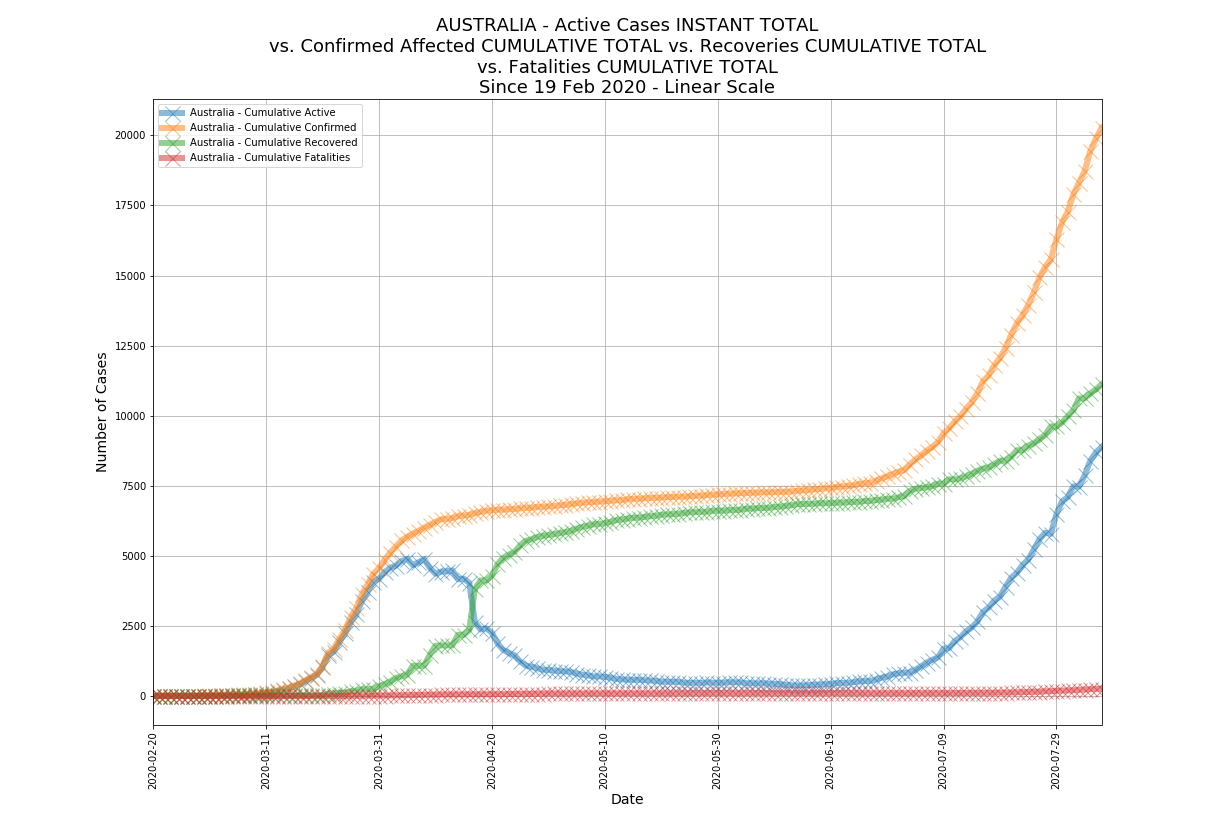 AUSTRALIA - Active Cases INSTANT TOTAL
vs. Confirmed Affected CUMULATIVE TOTAL vs. Recoveries CUMULATIVE TOTAL
vs. Fatalities CUMULATIVE TOTAL
Since 19 Feb 2020 - Linear Scale
Australia - Cumulative Active
Australia - Cumulative Confirmed
Australia - Cumulative Recovered
Australia - Cumulative Fatalities
Number of Cases
20000
17500
15000
12500
10000
7500
5000
2500
0
2020-02-20
2020-03-11
2020-03-31
2020-04-20
2020-05-10
2020-05-30
2020-06-19
2020-07-09
2020-07-29
Date